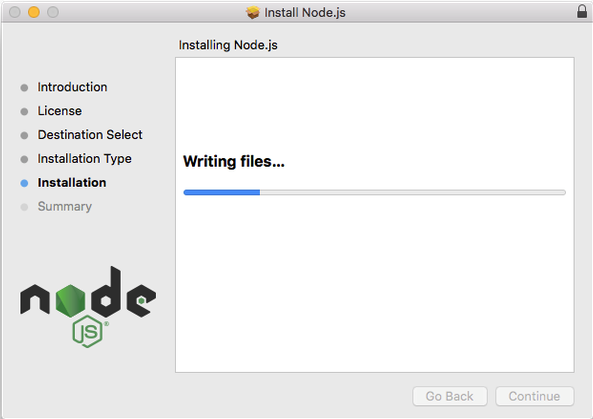 Install Node.js
Installing Node.js
Introduction
License
Destination Select
Installation Type
Installation
Summary
Writing files...
node
JS®
Go Back
Continue